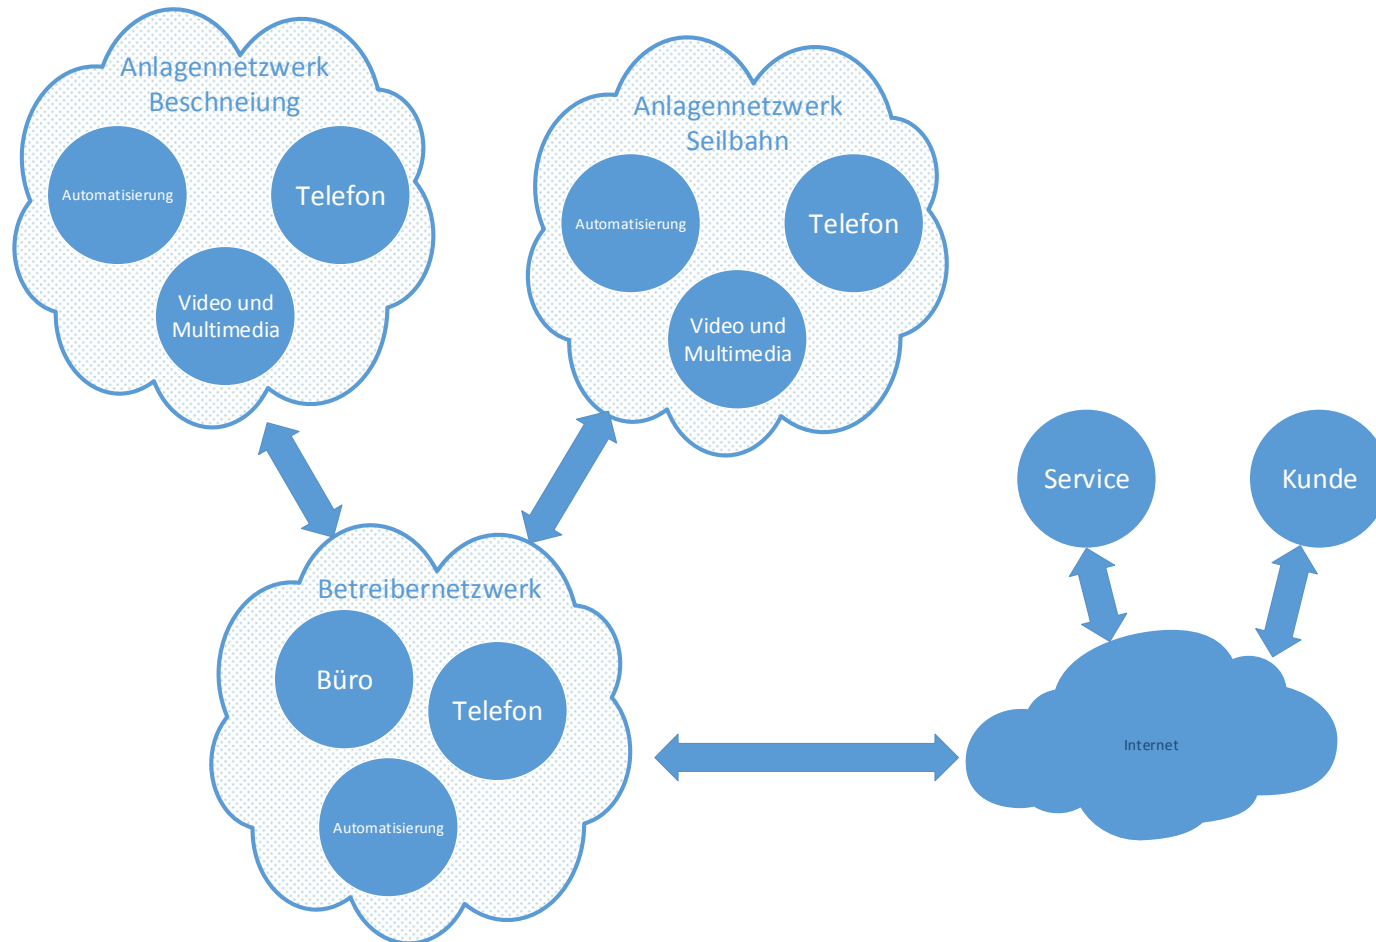 Anlagennetzwerk
Beschneiung
Automatisierung
Telefon
Video und
Multimedia
Anlagennetzwerk
Seilbahn
Automatisierung
Telefon
Video und
Multimedia
Service
Kunde
Betreibernetzwerk
Büro
Telefon
Automatisierung
Internet